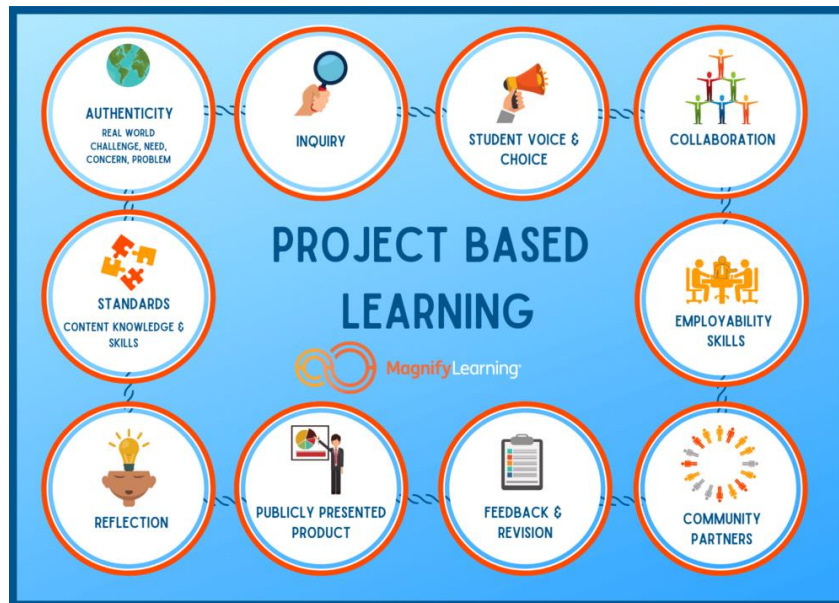 AUTHENTICITY
REAL WORLD
CHALLENGE, NEED,
CONCERN, PROBLEM
INQUIRY
STUDENT VOICE &
CHOICE
COLLABORATION
PROJECT BASED
LEARNING
MagnifyLearning
STANDARDS
CONTENT KNOWLEDGE &
SKILLS
EMPLOYABILITY
SKILLS
REFLECTION
PUBLICLY PRESENTED
PRODUCT
FEEDBACK &
REVISION
COMMUNITY
PARTNERS